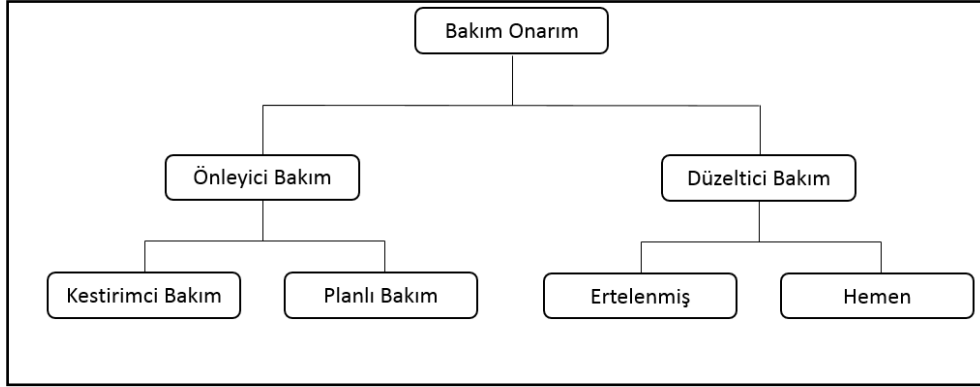 Bakım Onarım
Önleyici Bakım
Düzeltici Bakım
Kestirimci Bakım
Planlı Bakım
Ertelenmiş
Hemen